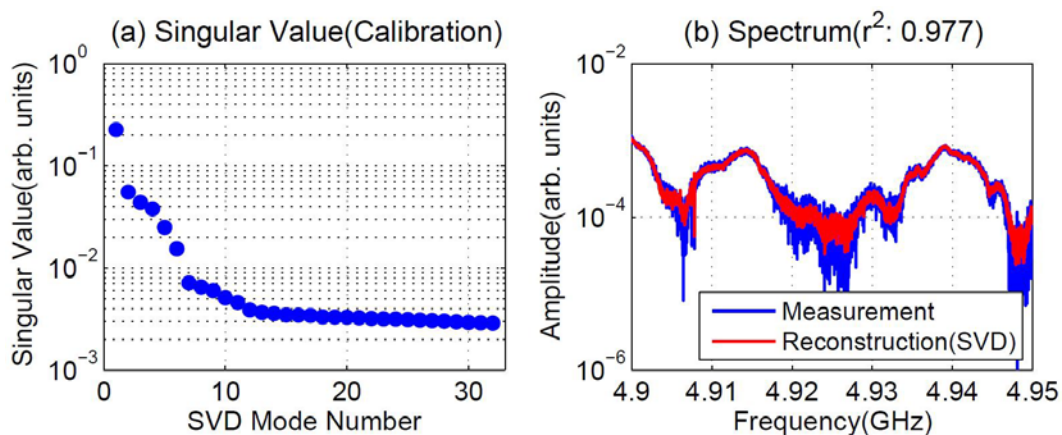 (a) Singular Value(Calibration)
Singular Value(arb. units)
10^0
10^-1
10^-2
10^-3
0 10 20 30
SVD Mode Number
(b) Spectrum(r^2: 0.977)
Amplitude(arb. units)
10^-2
10^-4
10^-6
Measurement
Reconstruction(SVD)
4.9 4.91 4.92 4.93 4.94 4.95
Frequency(GHz)